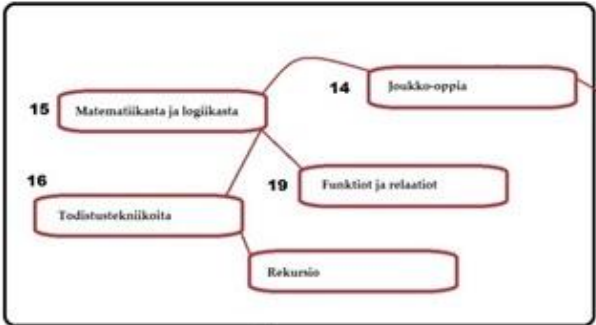 14 Joukko-oppia
15 Matematiikasta ja logiikasta
16
19 Funktiot ja relaatiot
Todistustekniikoita
Rekursio